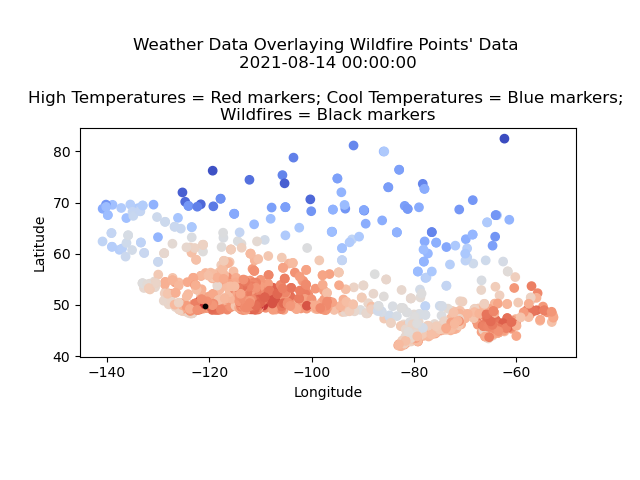 Weather Data Overlaying Wildfire Points' Data
2021-08-14 00:00:00
High Temperatures = Red markers; Cool Temperatures = Blue markers;
Wildfires = Black markers
80
70
60
50
40
Latitude
−140 −120 −100 −80 −60
Longitude